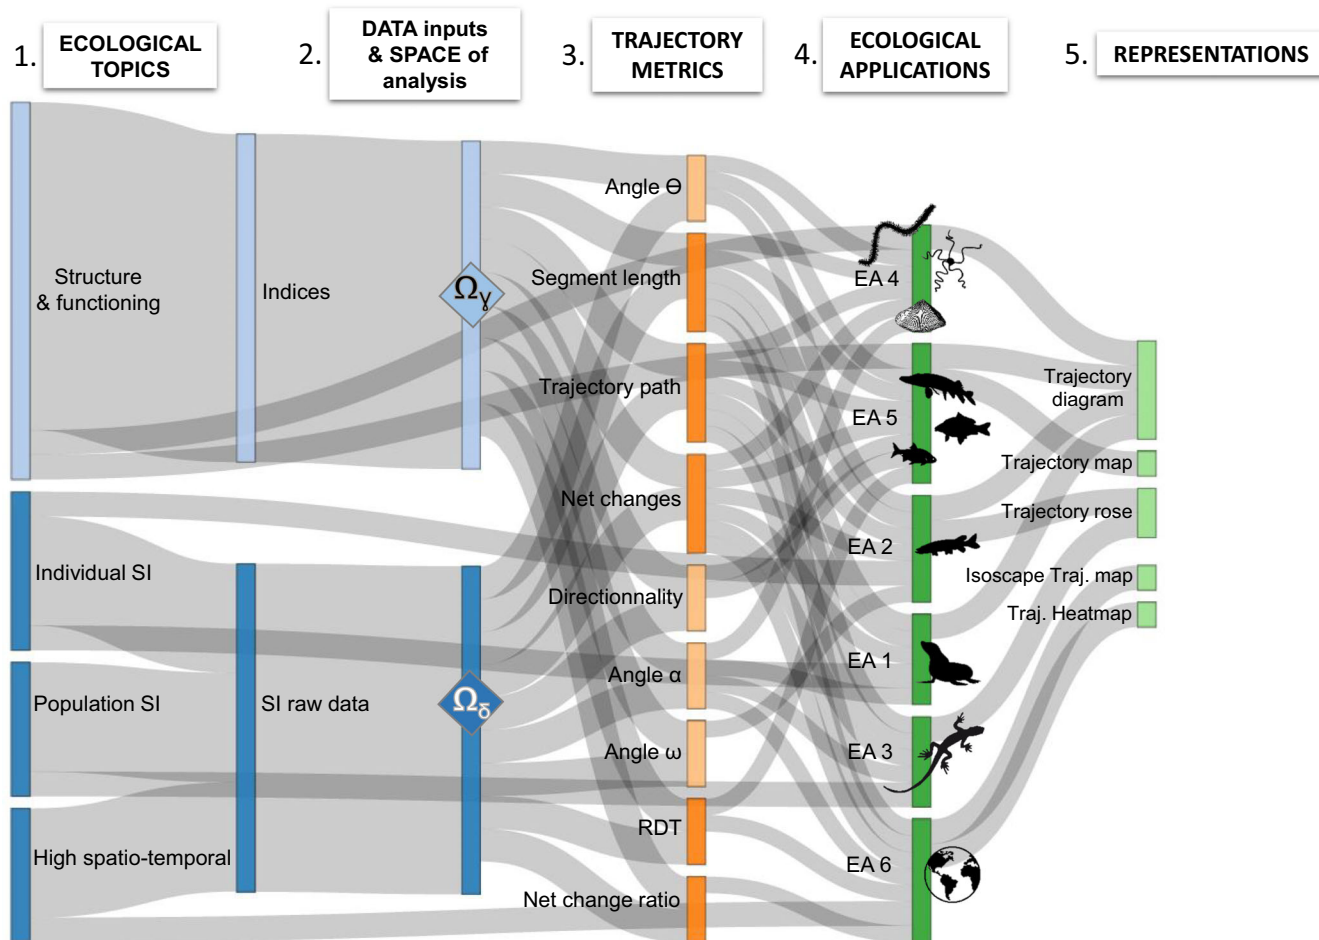 1. ECOLOGICAL
TOPICS
2. DATA inputs
& SPACE of
analysis
3. TRAJECTORY
METRICS
4. ECOLOGICAL
APPLICATIONS
5. REPRESENTATIONS
Structure
& functioning
Individual SI
Population SI
High spatio-temporal
Indices
SI raw data
Ωγ
Ωδ
Angle Θ
Segment length
Trajectory path
Net changes
Directionnality
Angle α
Angle ω
RDT
Net change ratio
EA 4
EA 5
EA 2
EA 1
EA 3
EA 6
Trajectory
diagram
Trajectory map
Trajectory rose
Isoscape Traj. map
Traj. Heatmap